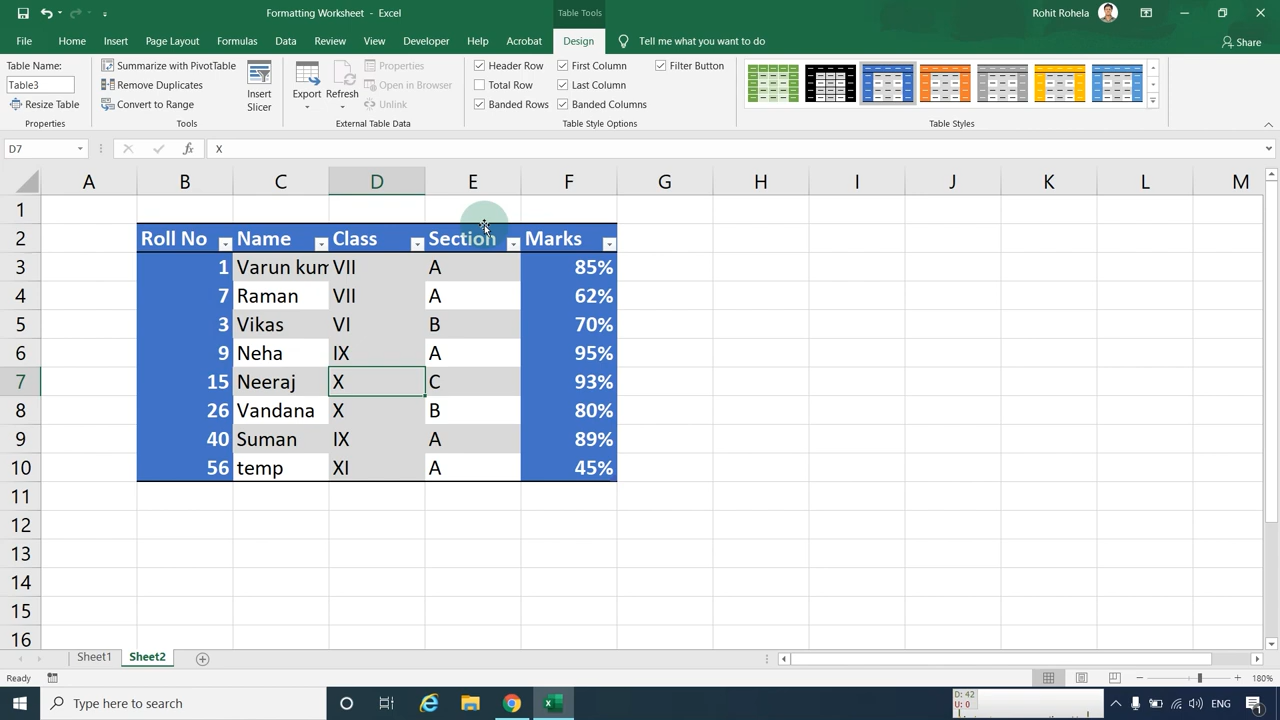 Formatting Worksheet - Excel
Table Tools
Rohit Rohela
File Home Insert Page Layout Formulas Data Review View Developer Help Acrobat Design Tell me what you want to do Share
Table Name:
Table3
Resize Table
Properties
Summarize with PivotTable
Remove Duplicates
Convert to Range
Tools
Insert
Slicer
Export
Refresh
Properties
Open in Browser
Unlink
External Table Data
Header Row First Column Filter Button
Total Row Last Column
Banded Rows Banded Columns
Table Style Options
Table Styles
D7 fx X
A B C D E F G H I J K L M
1
2 Roll No Name Class Section Marks
3 1 Varun kum VII A 85%
4 7 Raman VII A 62%
5 3 Vikas VI B 70%
6 9 Neha IX A 95%
7 15 Neeraj X C 93%
8 26 Vandana X B 80%
9 40 Suman IX A 89%
10 56 temp XI A 45%
11
12
13
14
15
16
Sheet1 Sheet2
Ready
180%
Type here to search
D: 42
U: 0
ENG
1